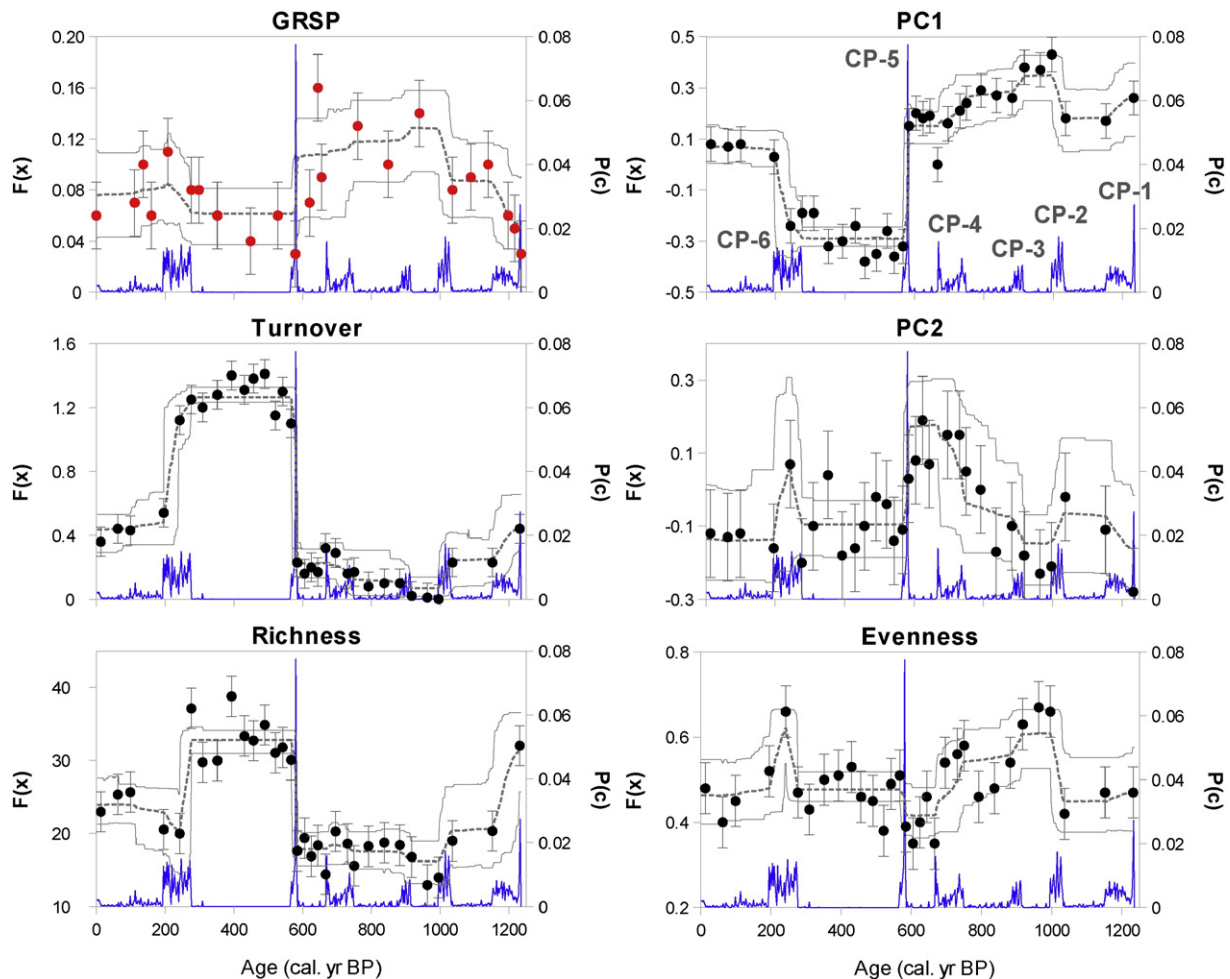 GRSP
PC1
0.20
0.16
0.12
0.08
0.04
0
F(x)
0.08
0.06
0.04
0.02
0
P(c)
0.5
0.3
0.1
-0.1
-0.3
-0.5
F(x)
CP-6
CP-5
CP-4
CP-3
CP-2
CP-1
0.08
0.06
0.04
0.02
0
P(c)
Turnover
PC2
1.6
1.2
0.8
0.4
0
F(x)
0.08
0.06
0.04
0.02
0
P(c)
0.3
0.1
-0.1
-0.3
F(x)
0.08
0.06
0.04
0.02
0
P(c)
Richness
Evenness
40
30
20
10
F(x)
0.08
0.06
0.04
0.02
0
P(c)
0.8
0.6
0.4
0.2
F(x)
0.08
0.06
0.04
0.02
0
P(c)
0 200 400 600 800 1000 1200
0 200 400 600 800 1000 1200
Age (cal. yr BP)
Age (cal. yr BP)